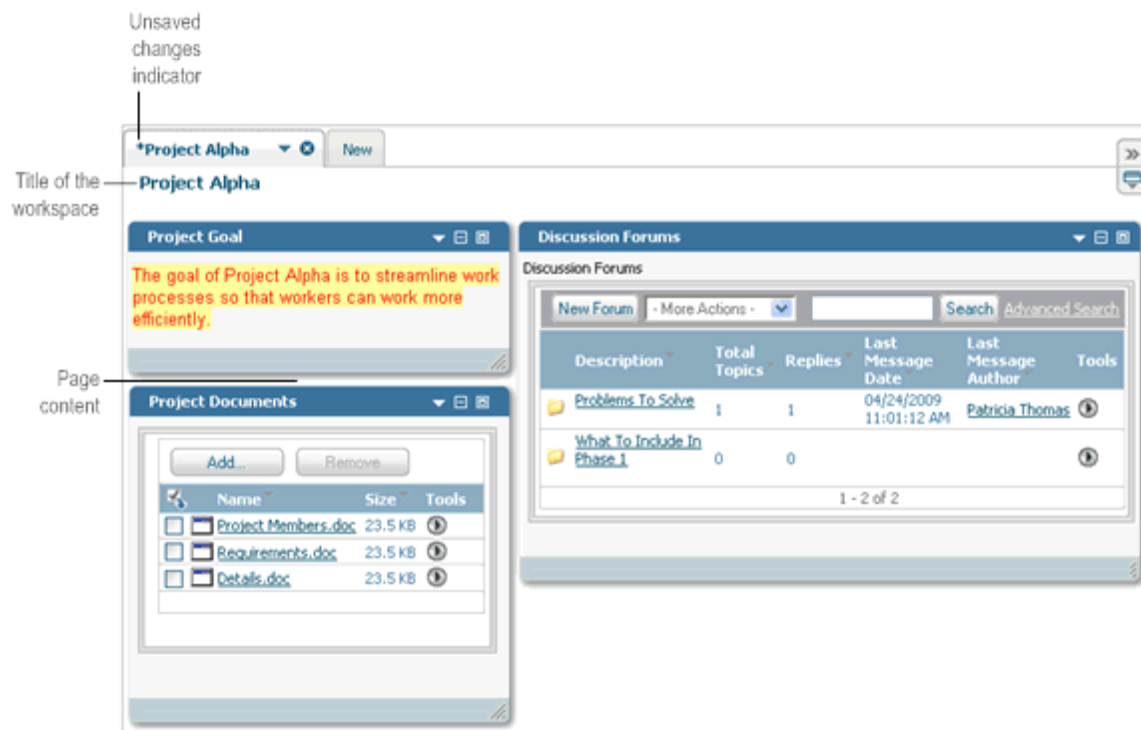 Unsaved
changes
indicator
*Project Alpha
New
Title of the
workspace
Project Alpha
Project Goal
The goal of Project Alpha is to streamline work
processes so that workers can work more
efficiently.
Page
content
Project Documents
Add...
Remove
Name Size Tools
Project Members.doc 23.5 KB
Requirements.doc 23.5 KB
Details.doc 23.5 KB
Discussion Forums
Discussion Forums
New Forum - More Actions - Search Advanced Search
Description
Total
Topics
Replies
Last
Message
Date
Last
Message
Author
Tools
Problems To Solve 1 1
04/24/2009
11:01:12 AM
Patricia Thomas
What To Include In
Phase 1 0 0
1 - 2 of 2